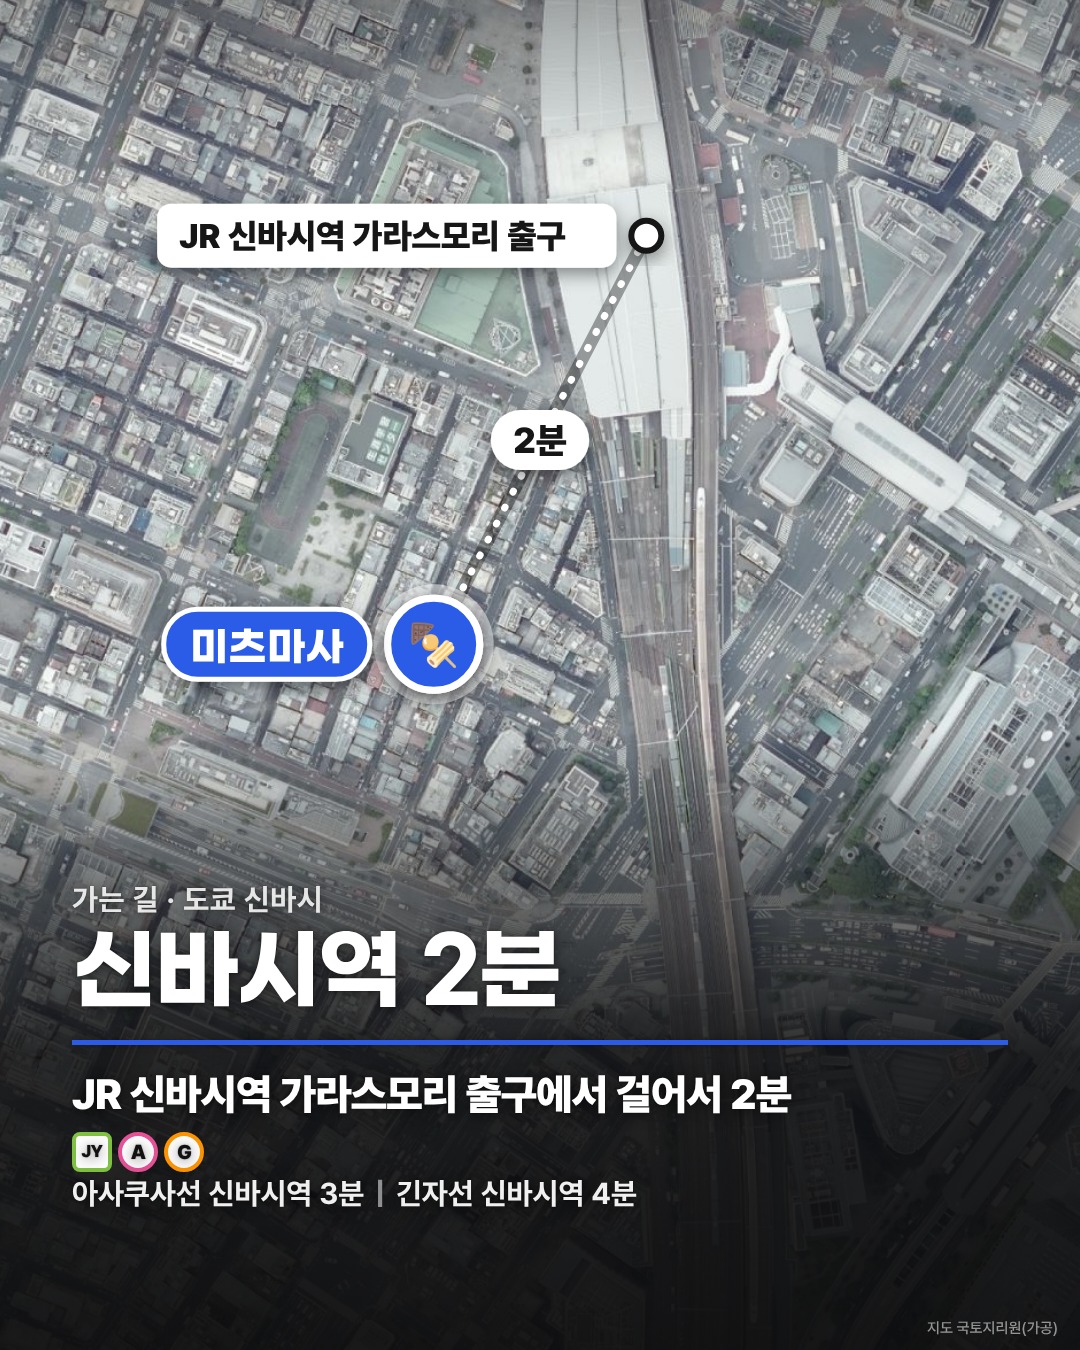 JR 신바시역 가라스모리 출구
2분
미츠마사
가는 길 · 도쿄 신바시
신바시역 2분
JR 신바시역 가라스모리 출구에서 걸어서 2분
JY A G
아사쿠사선 신바시역 3분 | 긴자선 신바시역 4분
지도 국토지리원(가공)